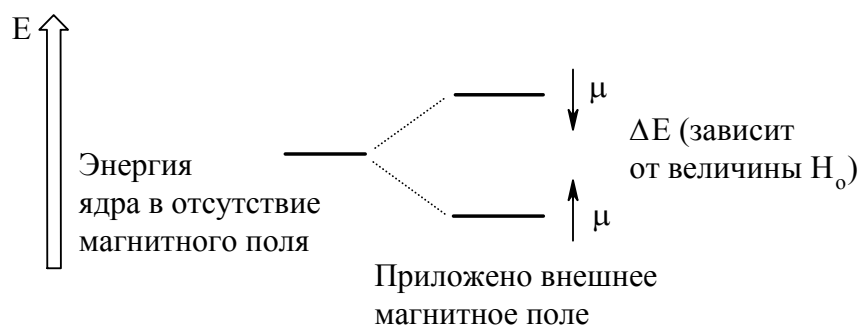 E
μ
ΔE (зависит
от величины Hₒ)
Энергия
ядра в отсутствие
магнитного поля
μ
Приложено внешнее
магнитное поле